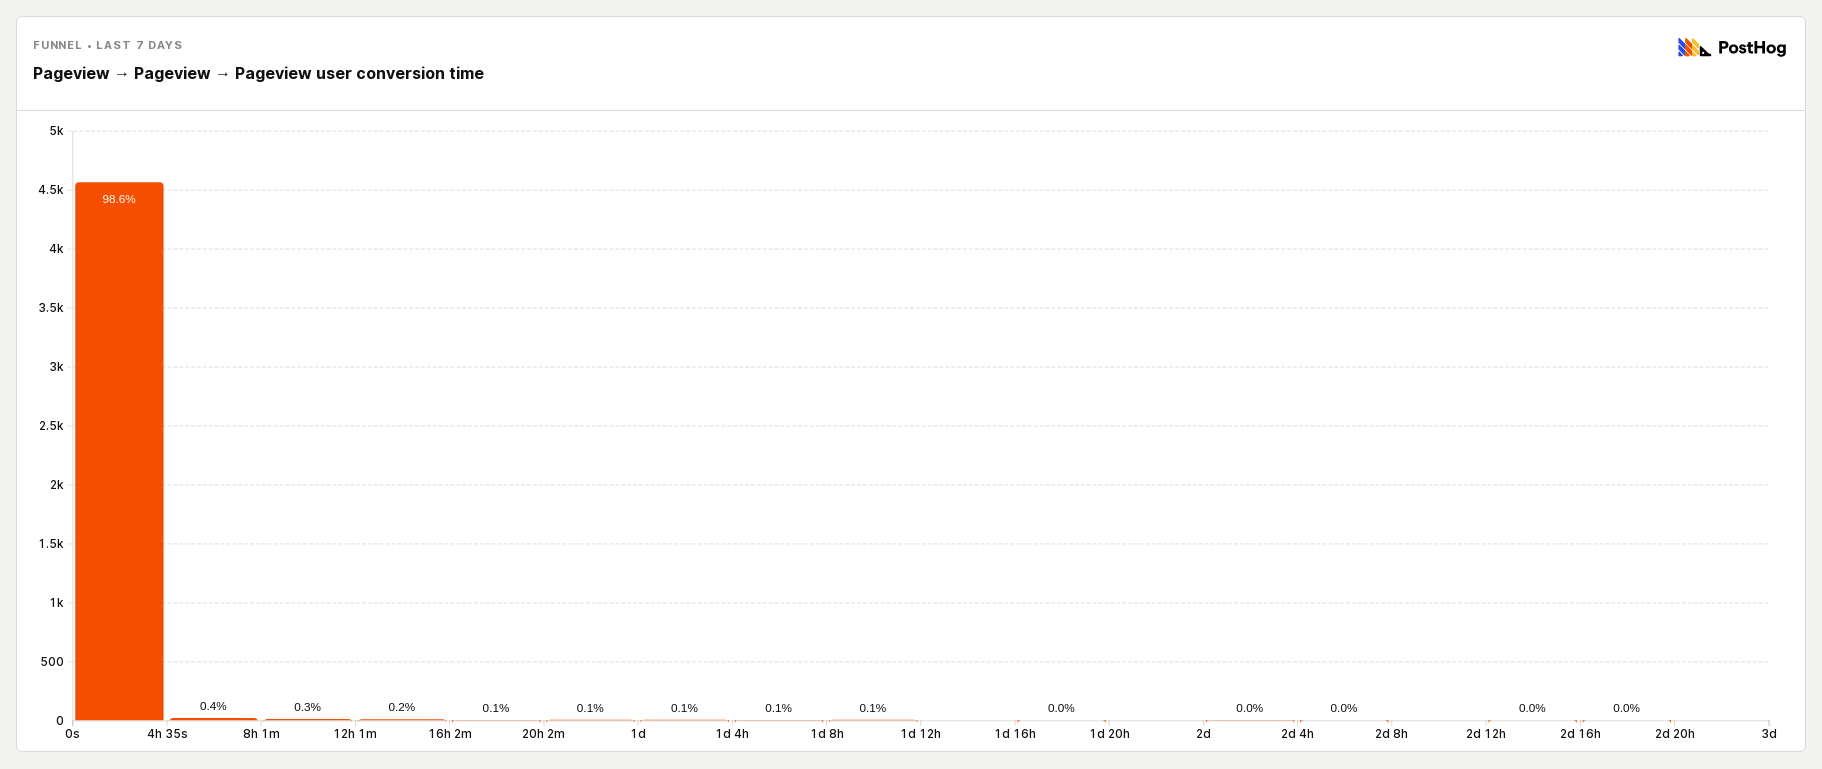 FUNNEL • LAST 7 DAYS
PostHog
Pageview → Pageview → Pageview user conversion time
5k
4.5k
98.6%
4k
3.5k
3k
2.5k
2k
1.5k
1k
500
0.4% 0.3% 0.2% 0.1% 0.1% 0.1% 0.1% 0.1% 0.0% 0.0% 0.0% 0.0% 0.0%
0
0s 4h 35s 8h 1m 12h 1m 16h 2m 20h 2m 1d 1d 4h 1d 8h 1d 12h 1d 16h 1d 20h 2d 2d 4h 2d 8h 2d 12h 2d 16h 2d 20h 3d